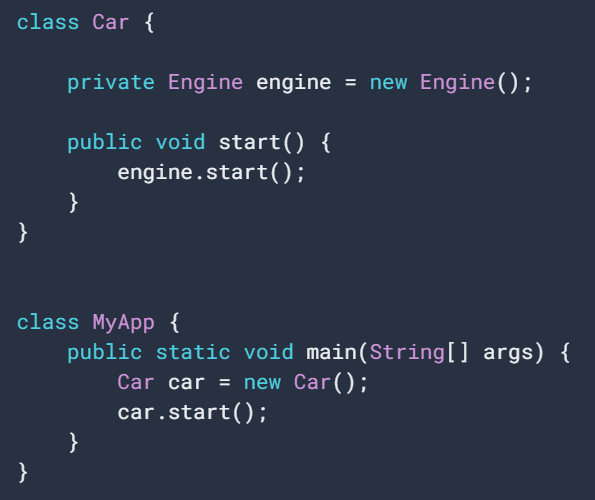 class Car {
    private Engine engine = new Engine();
    public void start() {
        engine.start();
    }
}
class MyApp {
    public static void main(String[] args) {
        Car car = new Car();
        car.start();
    }
}